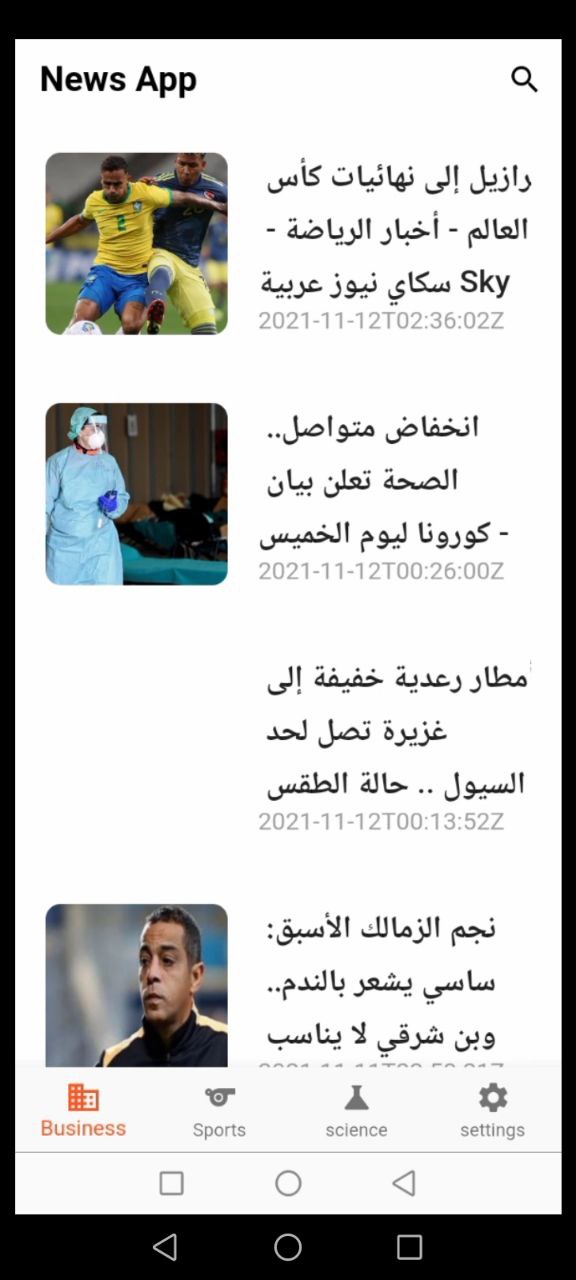 News App
رازيل إلى نهائيات كأس
العالم - أخبار الرياضة -
Sky سكاي نيوز عربية
2021-11-12T02:36:02Z
انخفاض متواصل..
الصحة تعلن بيان
كورونا ليوم الخميس -
2021-11-12T00:26:00Z
مطار رعدية خفيفة إلى
غزيرة تصل لحد
السيول .. حالة الطقس
2021-11-12T00:13:52Z
نجم الزمالك الأسبق:
ساسي يشعر بالندم..
وبن شرقي لا يناسب
Business
Sports
science
settings